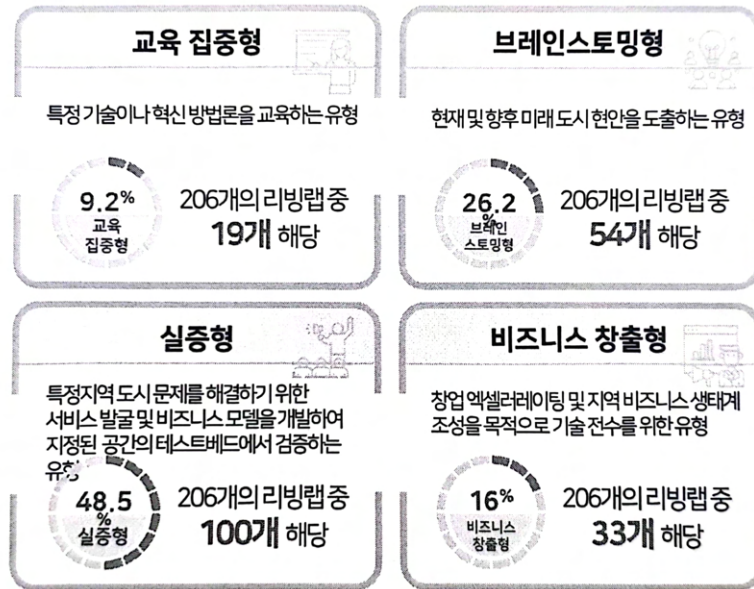 교육 집중형
특정 기술이나 혁신 방법론을 교육하는 유형
9.2%
교육
집중형
206개의 리빙랩 중
19개 해당
브레인스토밍형
현재 및 향후 미래 도시 현안을 도출하는 유형
26.2
%
브레인
스토밍형
206개의 리빙랩 중
54개 해당
실증형
특정지역 도시 문제를 해결하기 위한
서비스 발굴 및 비즈니스 모델을 개발하여
지정된 공간의 테스트베드에서 검증하는
유형
48.5
%
실증형
206개의 리빙랩 중
100개 해당
비즈니스 창출형
창업 엑셀러레이팅 및 지역 비즈니스 생태계
조성을 목적으로 기술 전수를 위한 유형
16%
비즈니스
창출형
206개의 리빙랩 중
33개 해당